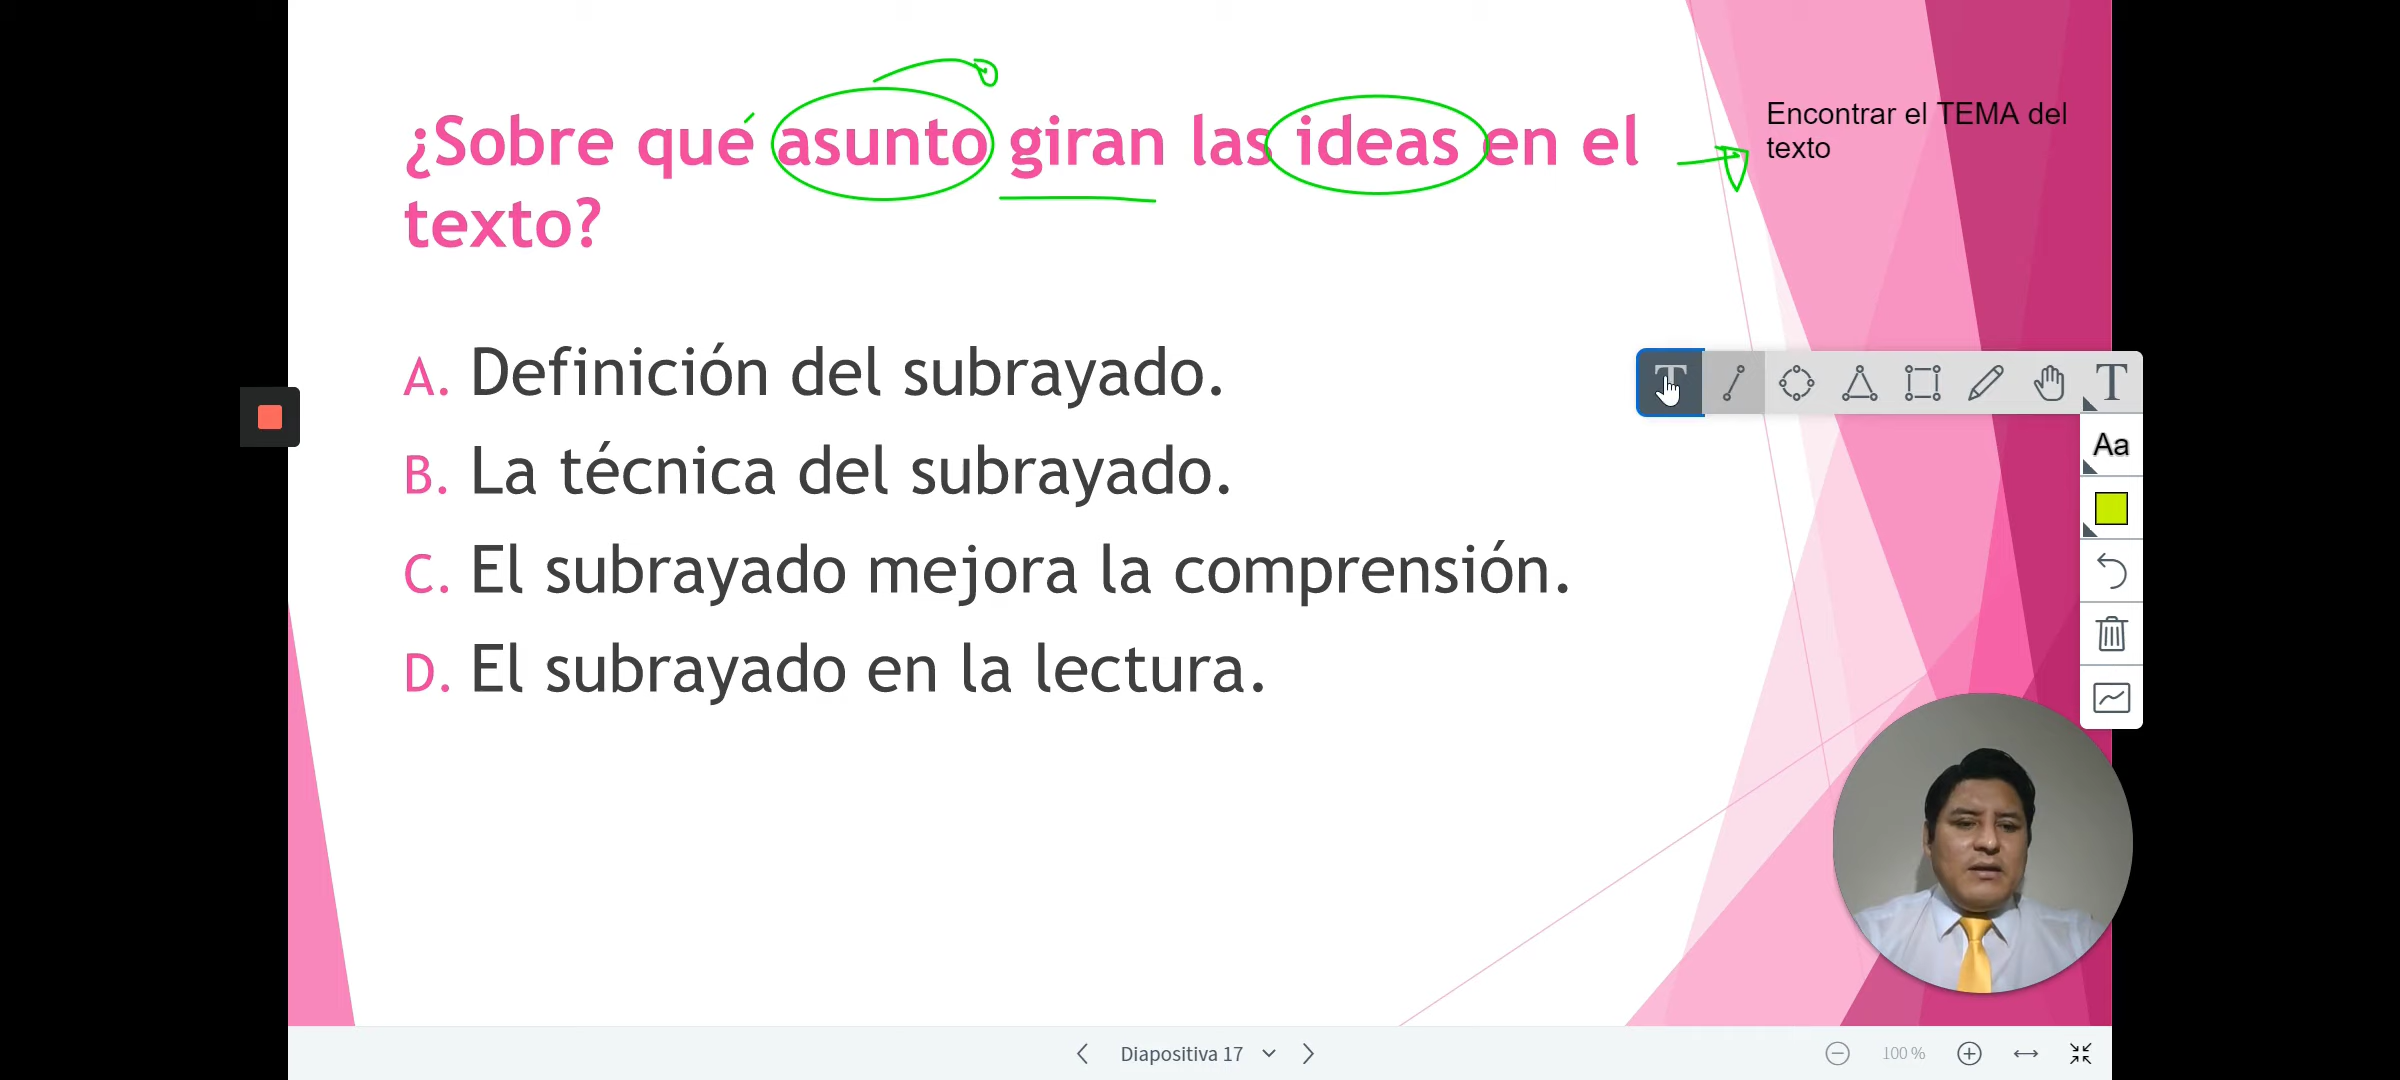 ¿Sobre qué asunto giran las ideas en el
texto?
Encontrar el TEMA del
texto
A. Definición del subrayado.
B. La técnica del subrayado.
C. El subrayado mejora la comprensión.
D. El subrayado en la lectura.
T
T
Aa
Diapositiva 17
100 %